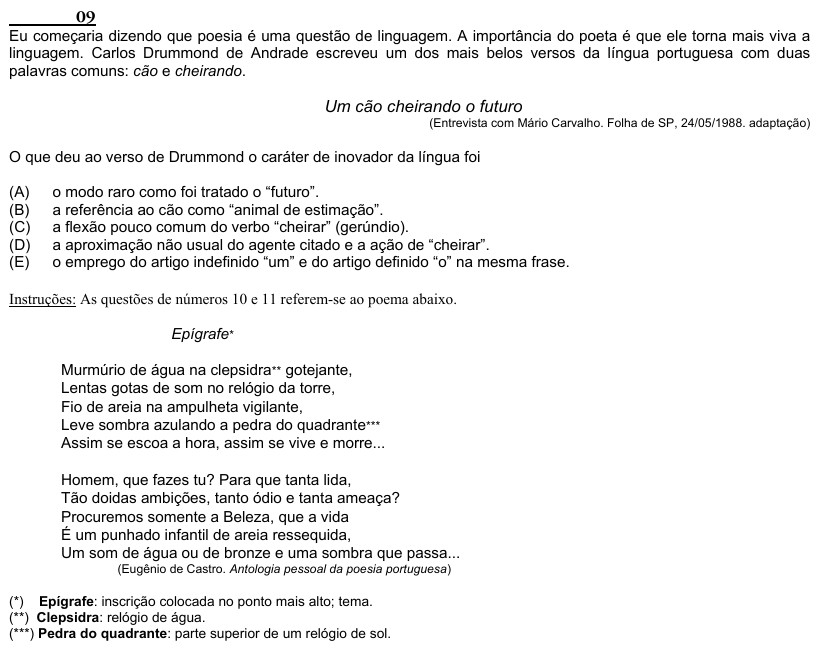 09
Eu começaria dizendo que poesia é uma questão de linguagem. A importância do poeta é que ele torna mais viva a
linguagem. Carlos Drummond de Andrade escreveu um dos mais belos versos da língua portuguesa com duas
palavras comuns: cão e cheirando.
Um cão cheirando o futuro
(Entrevista com Mário Carvalho. Folha de SP, 24/05/1988. adaptação)
O que deu ao verso de Drummond o caráter de inovador da língua foi
(A) o modo raro como foi tratado o “futuro”.
(B) a referência ao cão como “animal de estimação”.
(C) a flexão pouco comum do verbo “cheirar” (gerúndio).
(D) a aproximação não usual do agente citado e a ação de “cheirar”.
(E) o emprego do artigo indefinido “um” e do artigo definido “o” na mesma frase.
Instruções: As questões de números 10 e 11 referem-se ao poema abaixo.
Epígrafe*
Murmúrio de água na clepsidra** gotejante,
Lentas gotas de som no relógio da torre,
Fio de areia na ampulheta vigilante,
Leve sombra azulando a pedra do quadrante***
Assim se escoa a hora, assim se vive e morre...
Homem, que fazes tu? Para que tanta lida,
Tão doidas ambições, tanto ódio e tanta ameaça?
Procuremos somente a Beleza, que a vida
É um punhado infantil de areia ressequida,
Um som de água ou de bronze e uma sombra que passa...
(Eugênio de Castro. Antologia pessoal da poesia portuguesa)
(*) Epígrafe: inscrição colocada no ponto mais alto; tema.
(**) Clepsidra: relógio de água.
(***) Pedra do quadrante: parte superior de um relógio de sol.